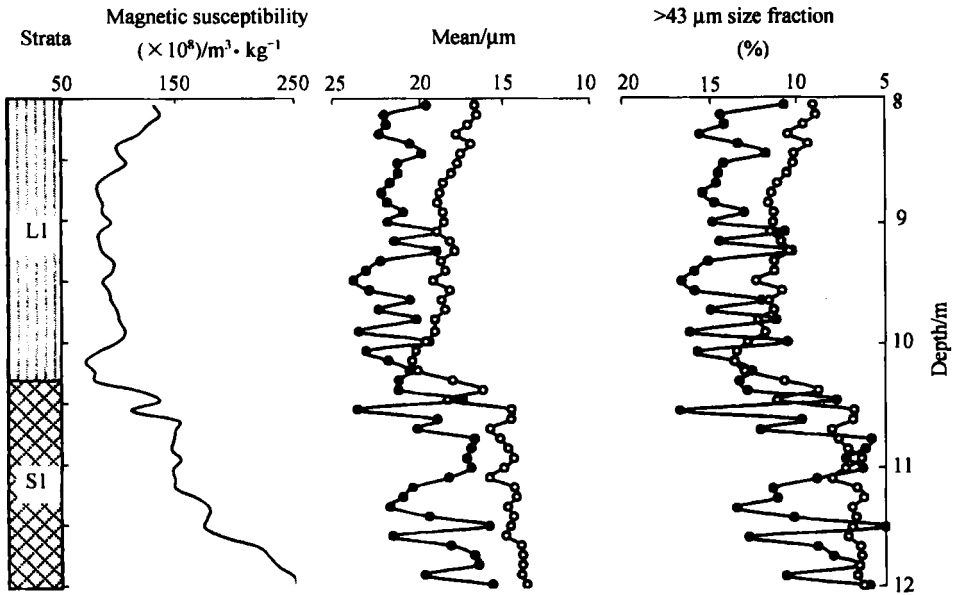 Strata
Magnetic susceptibility
(×10⁸)/m³·kg⁻¹
Mean/μm
>43 μm size fraction
(%)
50 150 250
25 20 15 10
20 15 10 5
L1
S1
8
9
10
11
12
Depth/m